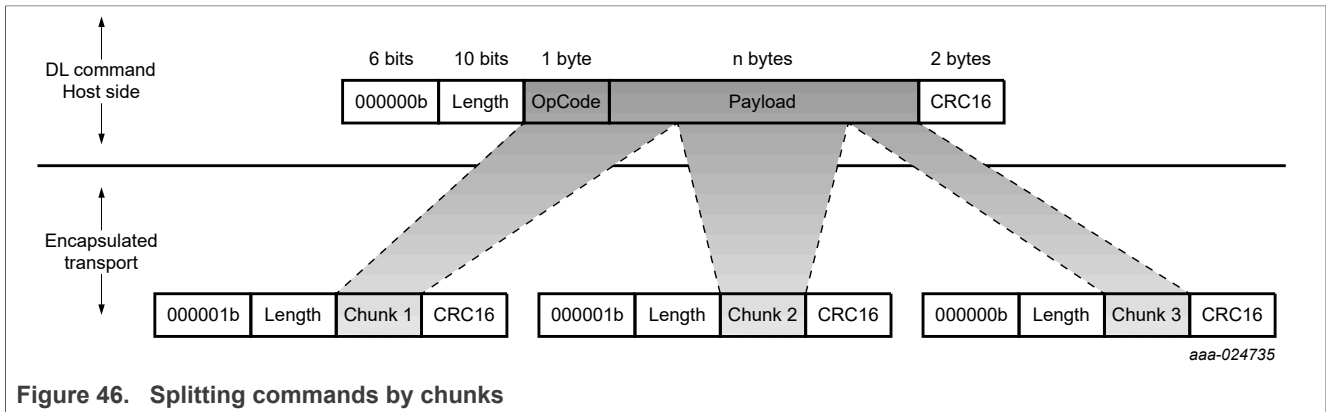 DL command
Host side
6 bits 10 bits 1 byte n bytes 2 bytes
000000b Length OpCode Payload CRC16
Encapsulated
transport
000001b Length Chunk 1 CRC16 000001b Length Chunk 2 CRC16 000000b Length Chunk 3 CRC16
aaa-024735
Figure 46. Splitting commands by chunks